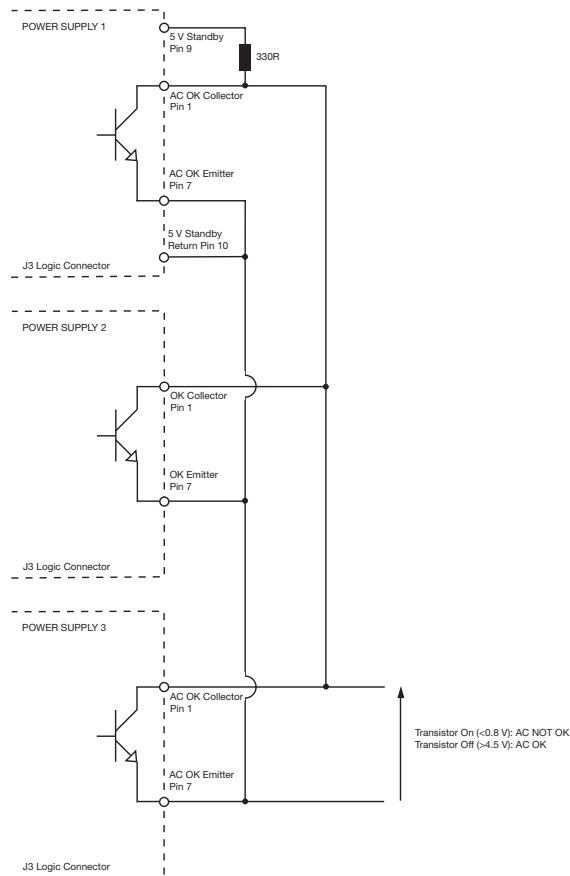 POWER SUPPLY 1
5 V Standby
Pin 9
330R
AC OK Collector
Pin 1
AC OK Emitter
Pin 7
5 V Standby
Return Pin 10
J3 Logic Connector
POWER SUPPLY 2
OK Collector
Pin 1
OK Emitter
Pin 7
J3 Logic Connector
POWER SUPPLY 3
AC OK Collector
Pin 1
Transistor On (<0.8 V): AC NOT OK
Transistor Off (>4.5 V): AC OK
AC OK Emitter
Pin 7
J3 Logic Connector